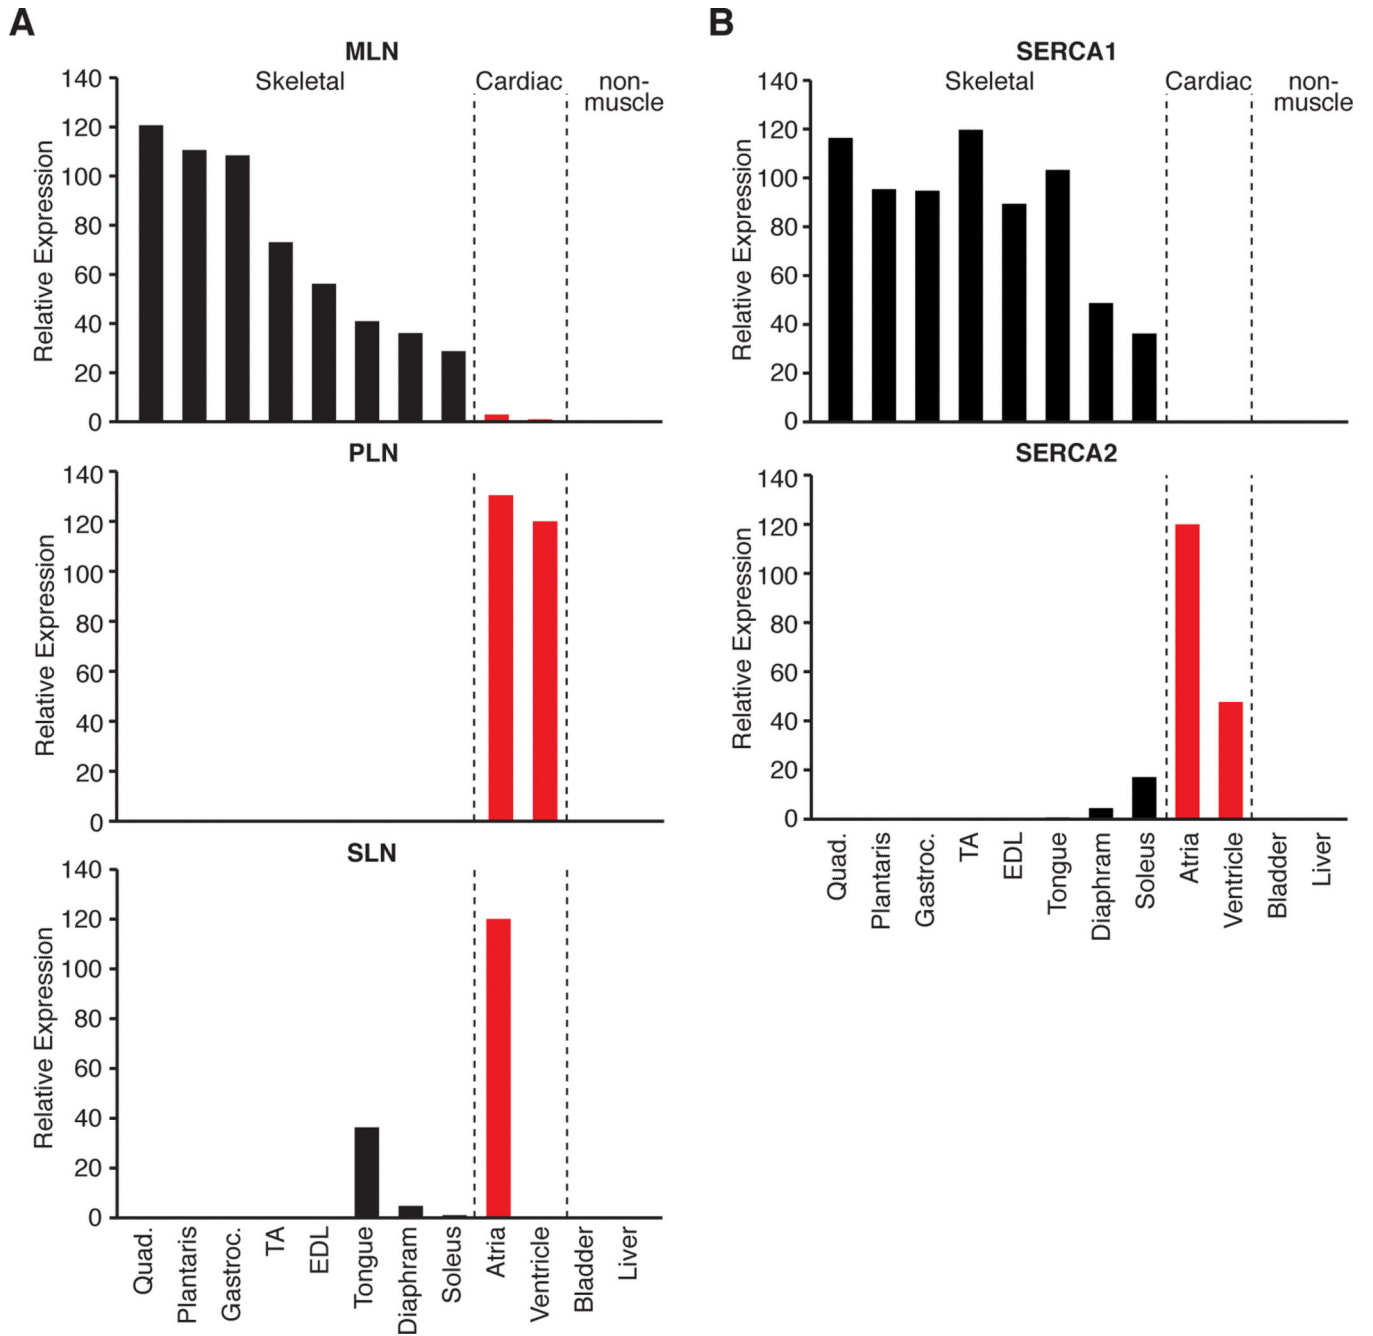 A
MLN
Skeletal
Cardiac
non-
muscle
Relative Expression
140
120
100
80
60
40
20
0
PLN
Relative Expression
140
120
100
80
60
40
20
0
SLN
Relative Expression
140
120
100
80
60
40
20
0
Quad.
Plantaris
Gastroc.
TA
EDL
Tongue
Diaphram
Soleus
Atria
Ventricle
Bladder
Liver
B
SERCA1
Skeletal
Cardiac
non-
muscle
Relative Expression
140
120
100
80
60
40
20
0
SERCA2
Relative Expression
140
120
100
80
60
40
20
0
Quad.
Plantaris
Gastroc.
TA
EDL
Tongue
Diaphram
Soleus
Atria
Ventricle
Bladder
Liver